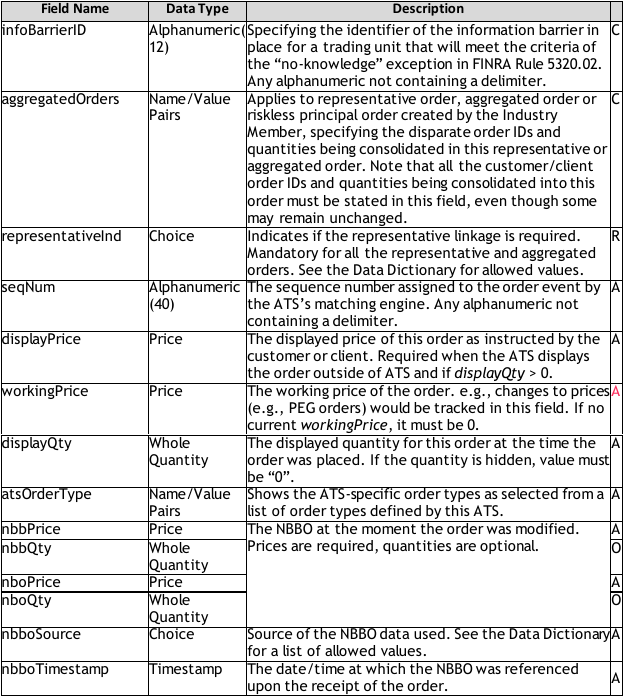 Field Name Data Type Description
infoBarrierID Alphanumeric( Specifying the identifier of the information barrier in C
12) place for a trading unit that will meet the criteria of
the “no-knowledge” exception in FINRA Rule 5320.02.
Any alphanumeric not containing a delimiter.
aggregatedOrders Name/Value Applies to representative order, aggregated order or C
Pairs riskless principal order created by the Industry
Member, specifying the disparate order IDs and
quantities being consolidated in this representative or
aggregated order. Note that all the customer/client
order IDs and quantities being consolidated into this
order must be stated in this field, even though some
may remain unchanged.
representativeInd Choice Indicates if the representative linkage is required. R
Mandatory for all the representative and aggregated
orders. See the Data Dictionary for allowed values.
seqNum Alphanumeric The sequence number assigned to the order event by A
(40) the ATS’s matching engine. Any alphanumeric not
containing a delimiter.
displayPrice Price The displayed price of this order as instructed by the A
customer or client. Required when the ATS displays
the order outside of ATS and if displayQty > 0.
workingPrice Price The working price of the order. e.g., changes to prices A
(e.g., PEG orders) would be tracked in this field. If no
current workingPrice, it must be 0.
displayQty Whole The displayed quantity for this order at the time the A
Quantity order was placed. If the quantity is hidden, value must
be “0”.
atsOrderType Name/Value Shows the ATS-specific order types as selected from a A
Pairs list of order types defined by this ATS.
nbbPrice Price The NBBO at the moment the order was modified. A
nbbQty Whole Prices are required, quantities are optional. O
Quantity
nboPrice Price A
nboQty Whole O
Quantity
nbboSource Choice Source of the NBBO data used. See the Data Dictionary A
for a list of allowed values.
nbboTimestamp Timestamp The date/time at which the NBBO was referenced A
upon the receipt of the order.